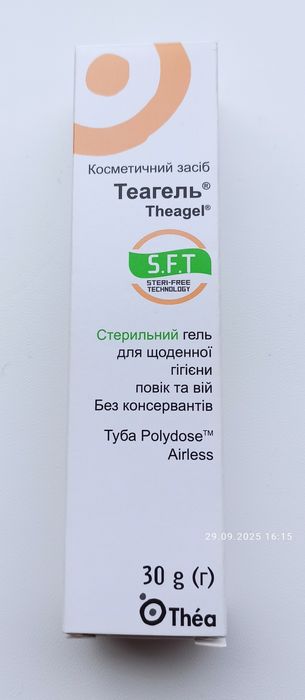 Косметичний засіб
Теагель®
Theagel®
S.F.T
STERI-FREE
TECHNOLOGY
Стерильний гель
для щоденної
гігієни
повік та вій
Без консервантів
Туба Polydose™
Airless
29.09.2025 16:15
30 g (г)
Théa